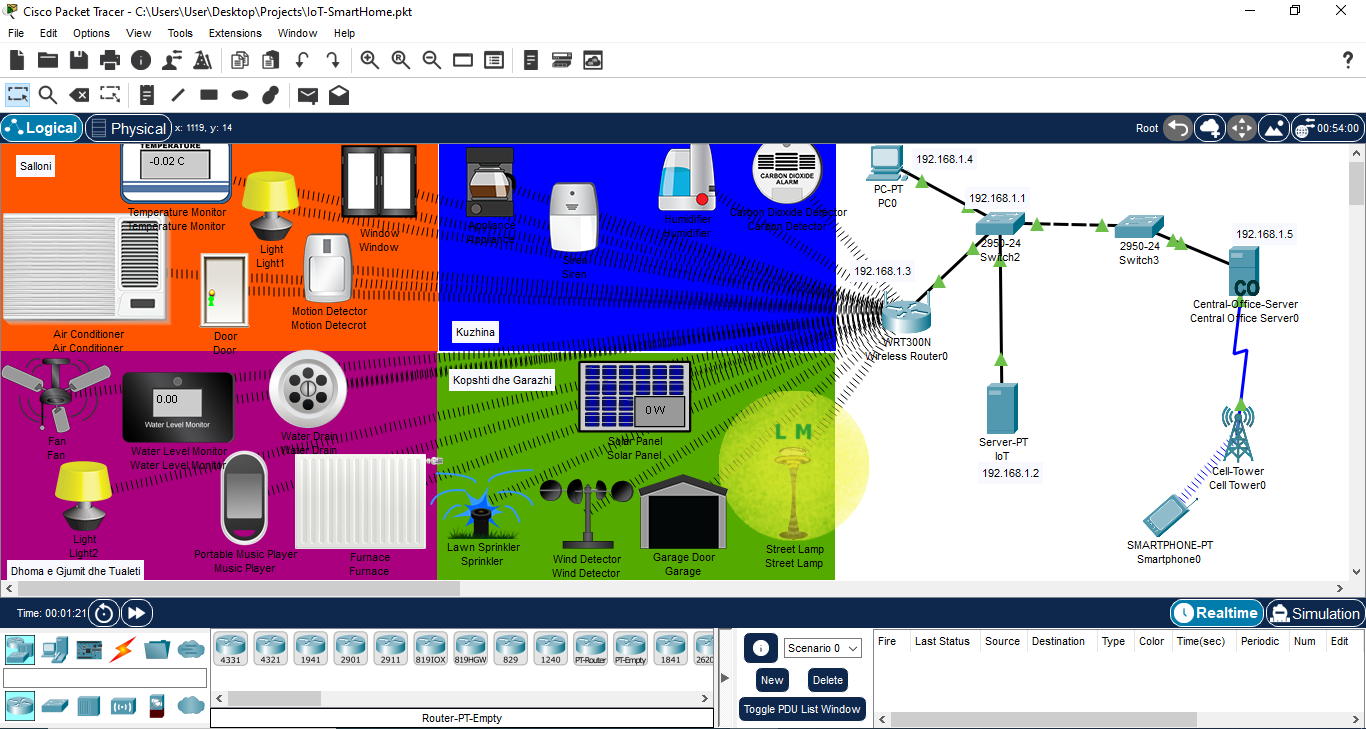 Cisco Packet Tracer - C:\Users\User\Desktop\Projects\IoT-SmartHome.pkt
File Edit Options View Tools Extensions Window Help
?
Logical Physical x: 1119, y: 14 Root 00:54:00
Salloni
TEMPERATURE
-0.02 C
Temperature Monitor
Temperature Monitor
Light
Light1
Window
Window
Air Conditioner
Air Conditioner
Door
Door
Motion Detector
Motion Detecrot
Appliance
Appliance
Siren
Siren
Humidifier
Humidifier
CARBON DIOXIDE
ALARM
Carbon Dioxide Detector
Carbon Detector
Kuzhina
192.168.1.4
PC-PT
PC0
192.168.1.1
2950-24
Switch2
2950-24
Switch3
192.168.1.5
CO
Central-Office-Server
Central Office Server0
192.168.1.3
WRT300N
Wireless Router0
Server-PT
IoT
192.168.1.2
Cell-Tower
Cell Tower0
SMARTPHONE-PT
Smartphone0
Fan
Fan
0.00
Water Level Monitor
Water Level Monitor
Water Level Monitor
Water Drain
Water Drain
Light
Light2
Portable Music Player
Music Player
Furnace
Furnace
Dhoma e Gjumit dhe Tualeti
Kopshti dhe Garazhi
0 W
Solar Panel
Solar Panel
L M
Lawn Sprinkler
Sprinkler
Wind Detector
Wind Detector
Garage Door
Garage
Street Lamp
Street Lamp
Time: 00:01:21 Realtime Simulation
4331 4321 1941 2901 2911 819IOX 819HGW 829 1240 PT-Router PT-Empty 1841 2620
Router-PT-Empty
Scenario 0
New Delete
Toggle PDU List Window
Fire Last Status Source Destination Type Color Time(sec) Periodic Num Edit